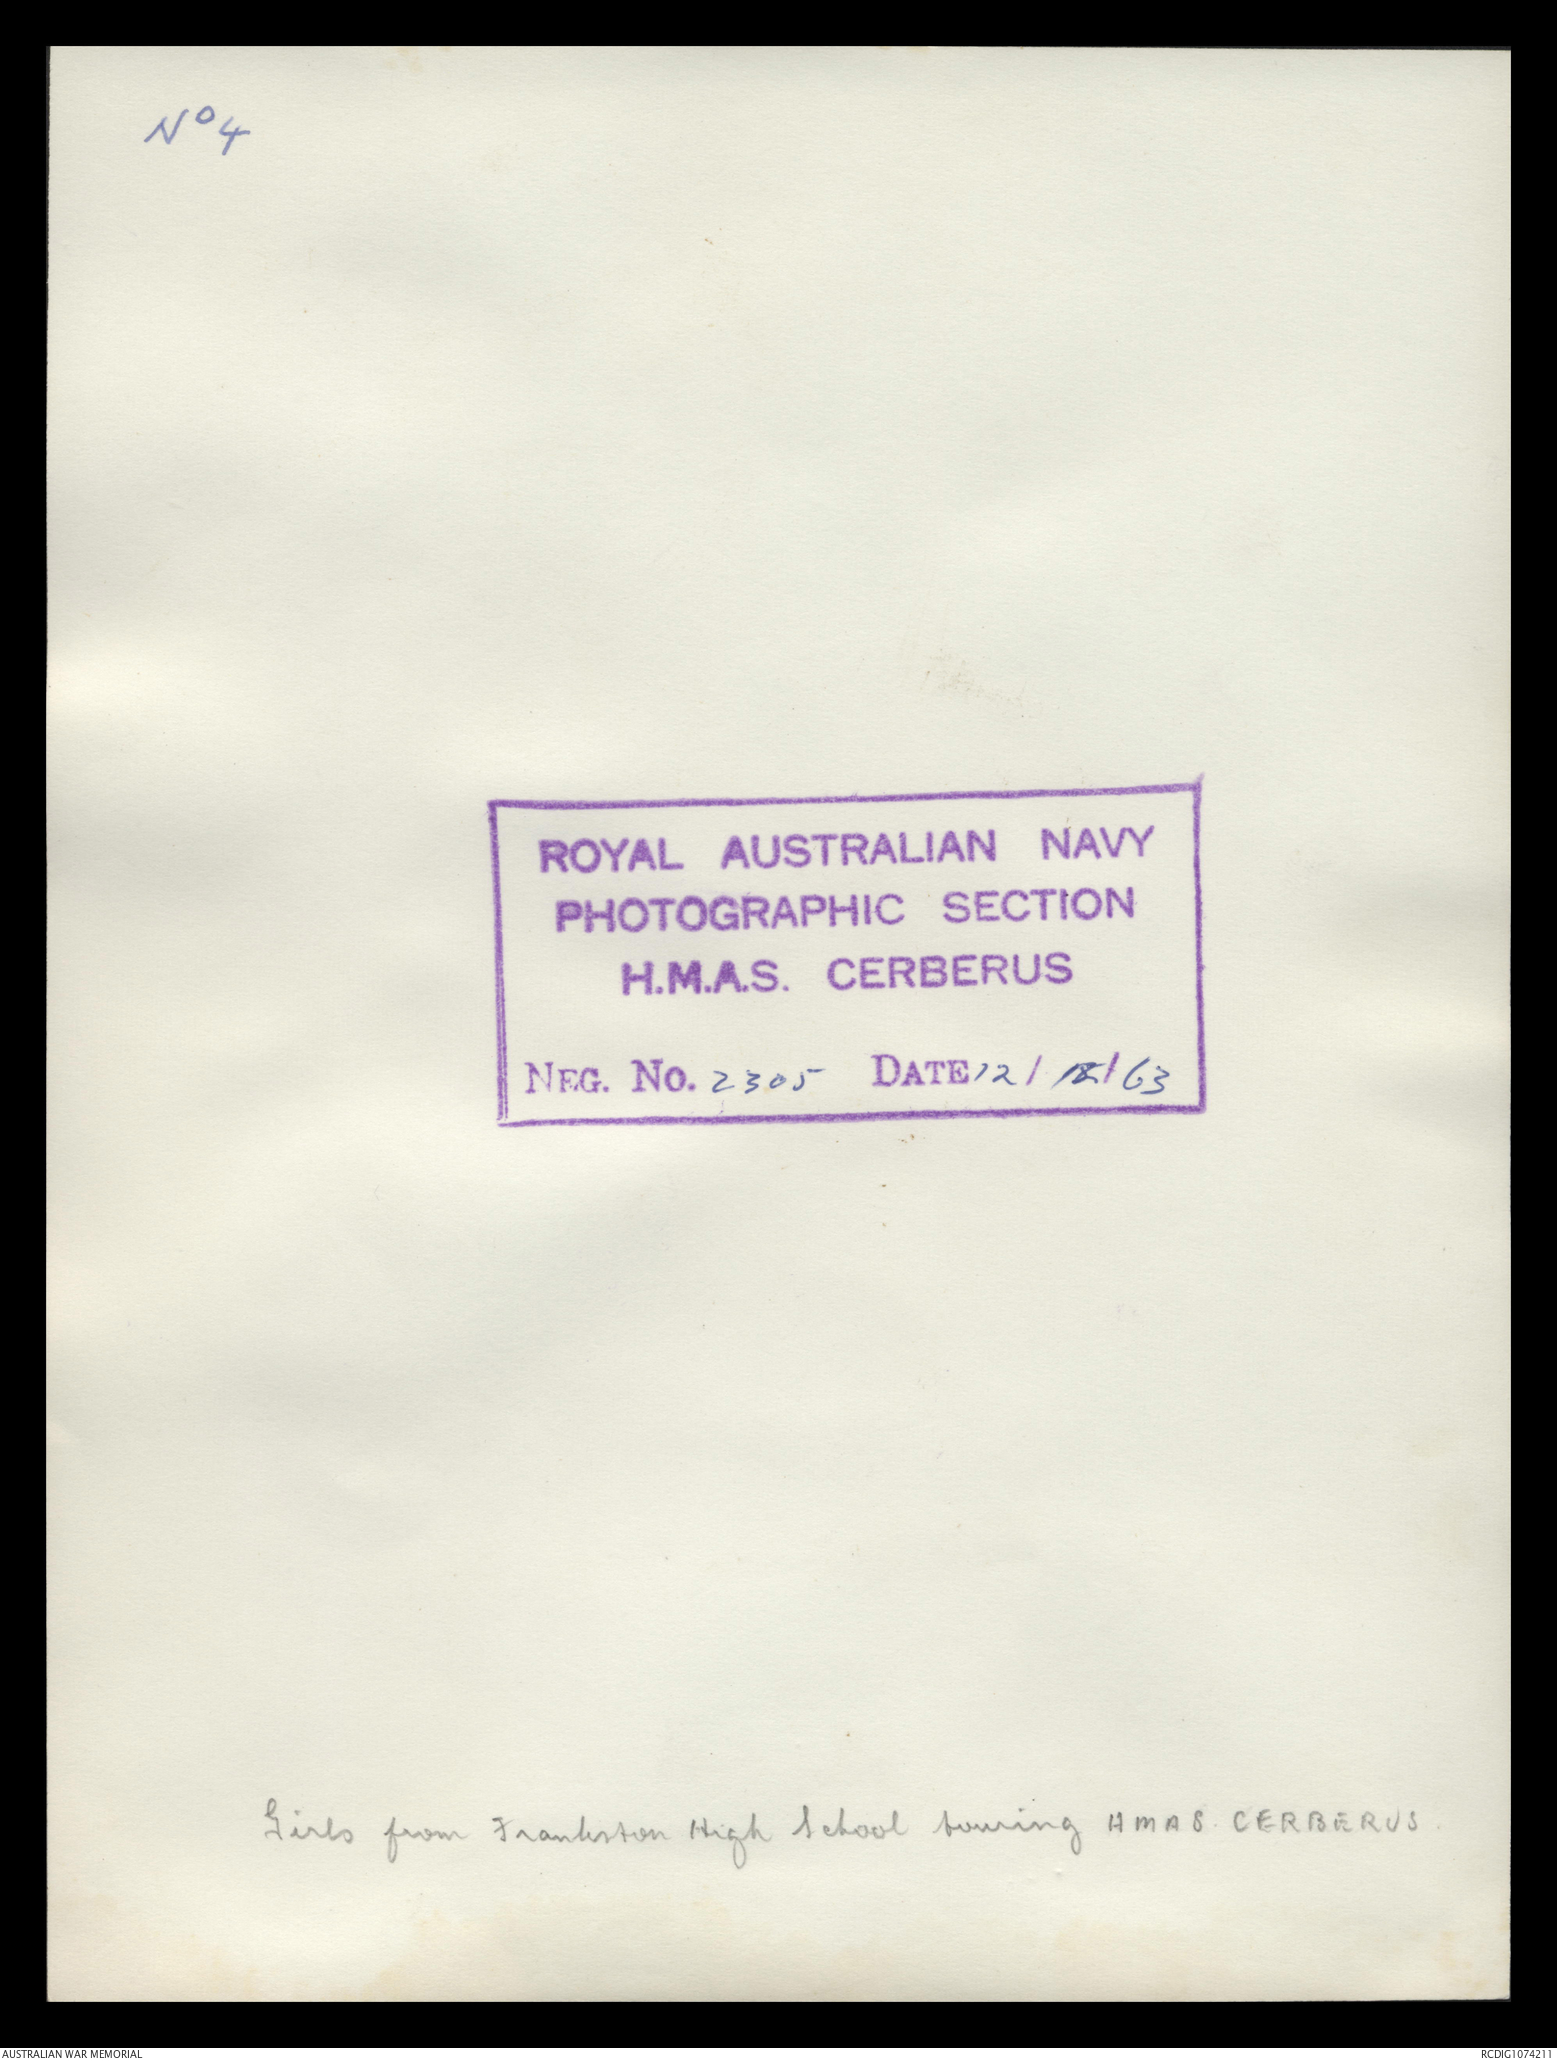 Nº 4
ROYAL AUSTRALIAN NAVY
PHOTOGRAPHIC SECTION
H.M.A.S. CERBERUS
NEG. NO. 2305 DATE 12/ /63
Girls from Frankston High School touring HMAS. CERBERUS.
AUSTRALIAN WAR MEMORIAL
RCDIG1074211